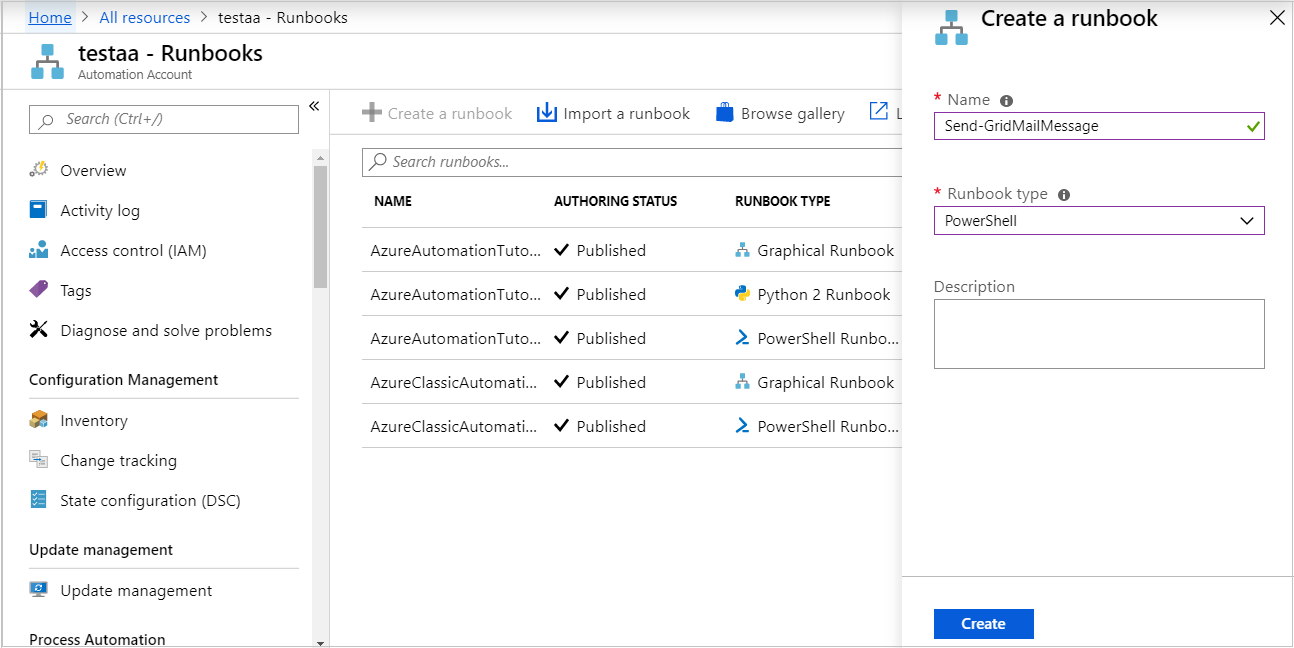 Home > All resources > testaa - Runbooks
testaa - Runbooks
Automation Account
Search (Ctrl+/)
«
Overview
Activity log
Access control (IAM)
Tags
Diagnose and solve problems
Configuration Management
Inventory
Change tracking
State configuration (DSC)
Update management
Update management
Process Automation
Create a runbook Import a runbook Browse gallery L
Search runbooks...
NAME AUTHORING STATUS RUNBOOK TYPE
AzureAutomationTuto... Published Graphical Runbook
AzureAutomationTuto... Published Python 2 Runbook
AzureAutomationTuto... Published PowerShell Runbo...
AzureClassicAutomati... Published Graphical Runbook
AzureClassicAutomati... Published PowerShell Runbo...
Create a runbook
* Name
Send-GridMailMessage
* Runbook type
PowerShell
Description
Create